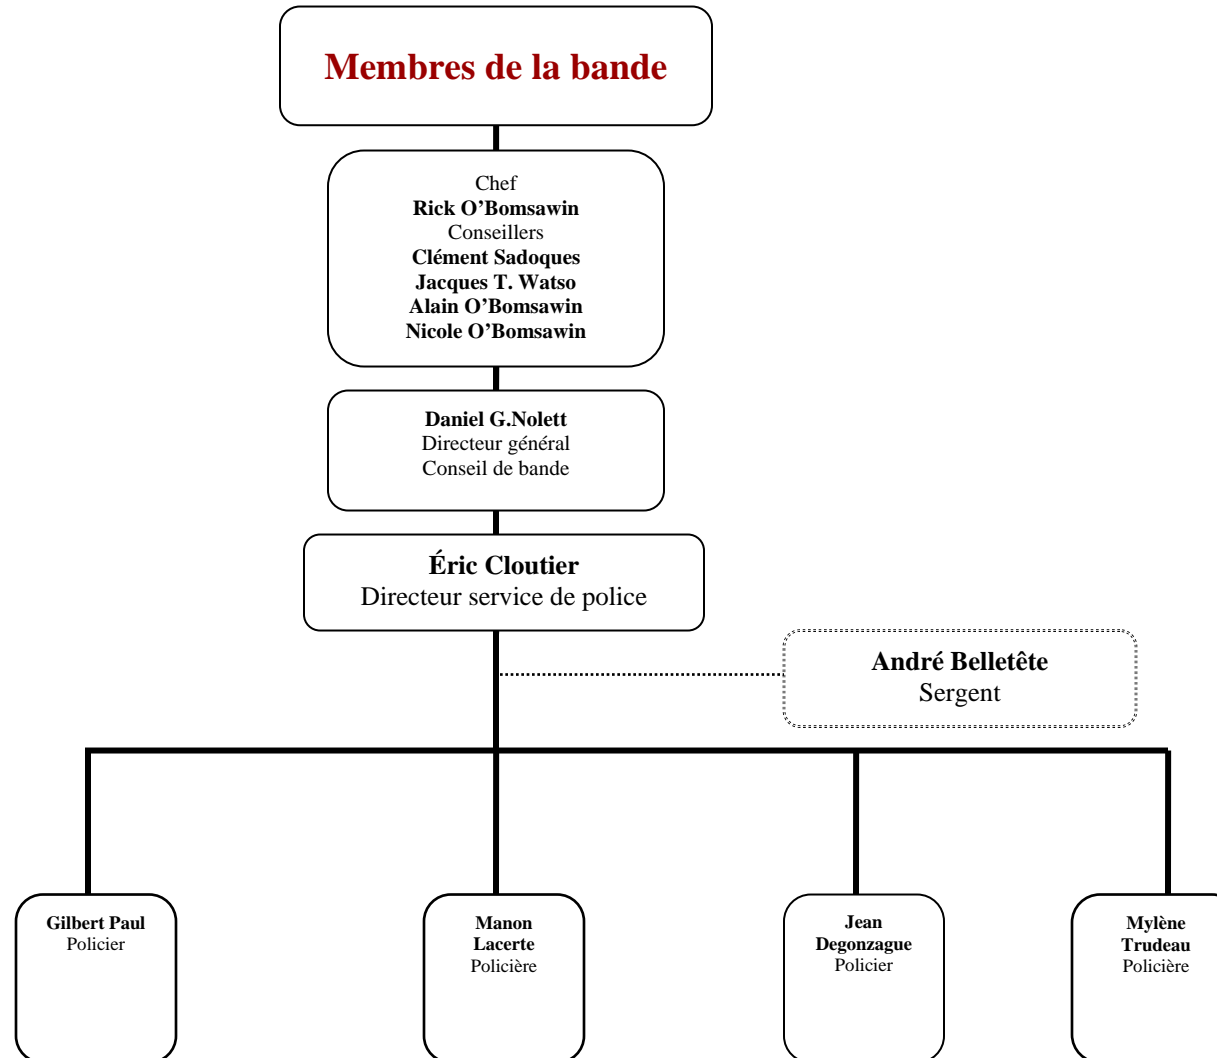 Membres de la bande
Chef
Rick O’Bomsawin
Conseillers
Clément Sadoques
Jacques T. Watso
Alain O’Bomsawin
Nicole O’Bomsawin
Daniel G.Nolett
Directeur général
Conseil de bande
Éric Cloutier
Directeur service de police
André Belletête
Sergent
Gilbert Paul
Policier
Manon
Lacerte
Policière
Jean
Degonzague
Policier
Mylène
Trudeau
Policière